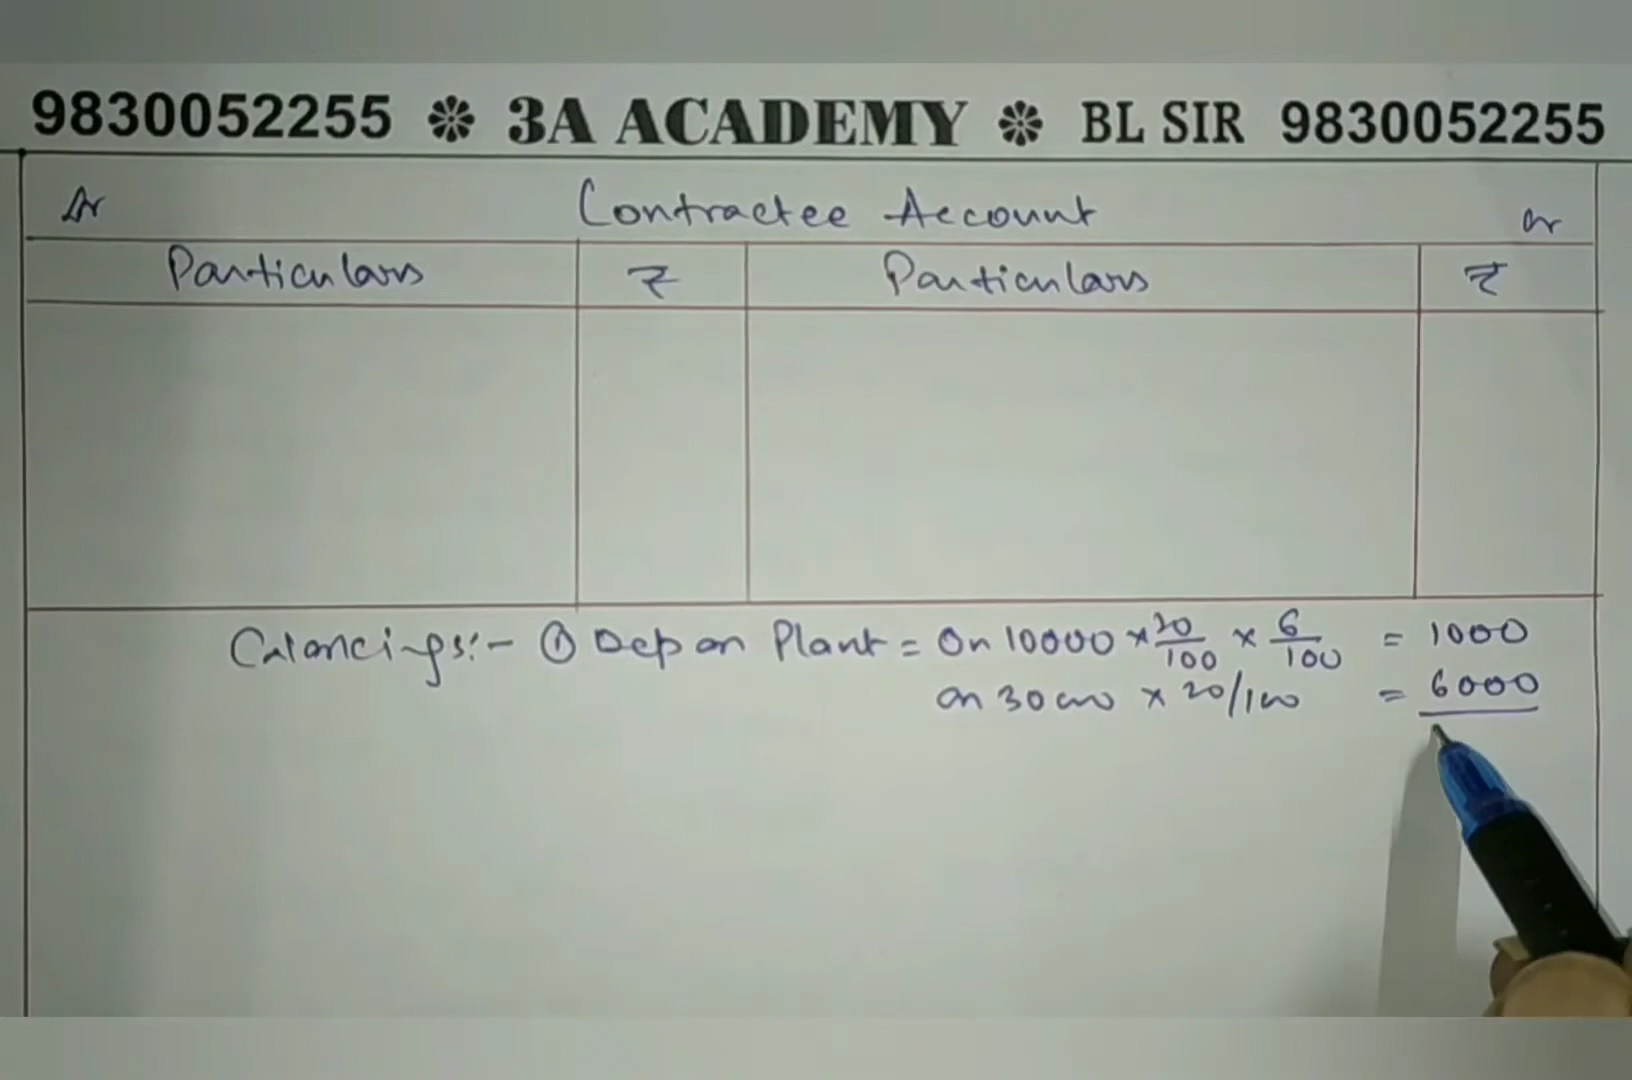 9830052255 ❋ 3A ACADEMY ❋ BL SIR 9830052255
Dr Contractee Account Cr
Particulars ₹ Particulars ₹
① Dep on Plant = On 10000 × 20/100 × 6/100 = 1000
On 30000 × 20/100 = 6000